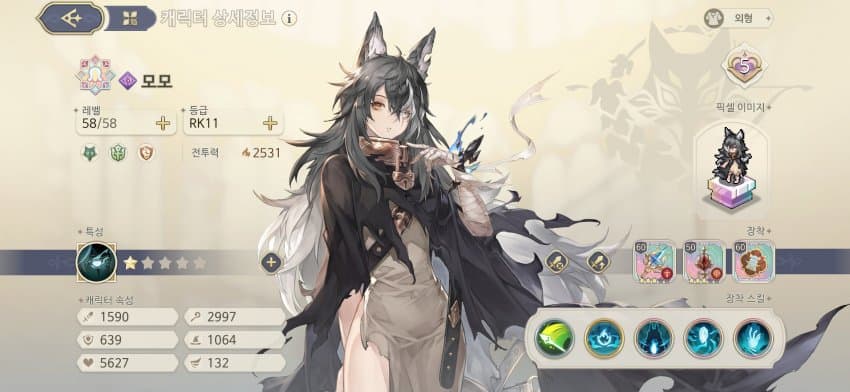 캐릭터 상세정보
외형
모모
5
레벨
58/58
등급
RK11
픽셀 이미지
전투력
2531
특성
장착
60
50
60
캐릭터 속성
장착 스킬
1590
2997
639
1064
5627
132